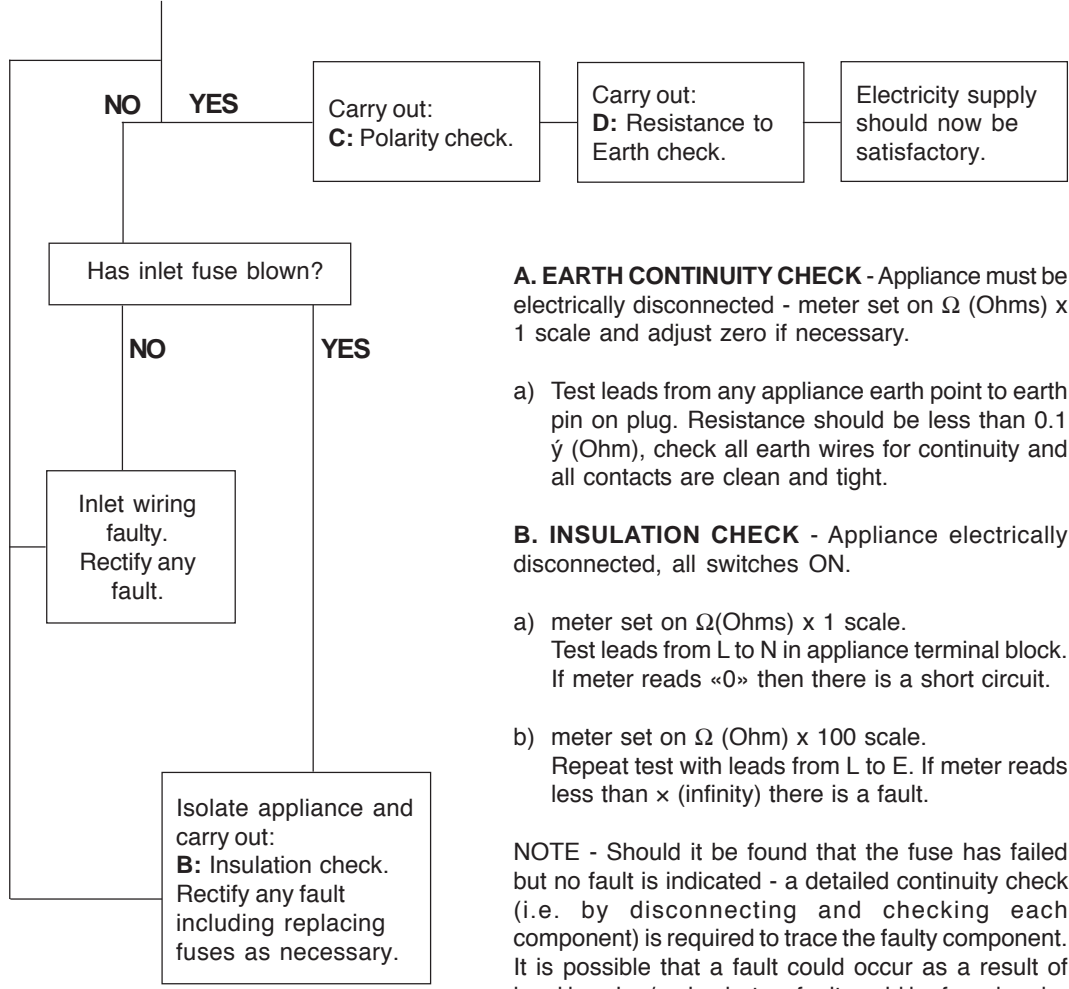 NO YES
Carry out:
C: Polarity check.
Carry out:
D: Resistance to
Earth check.
Electricity supply
should now be
satisfactory.
Has inlet fuse blown?
NO
YES
Inlet wiring
faulty.
Rectify any
fault.
Isolate appliance and
carry out:
B: Insulation check.
Rectify any fault
including replacing
fuses as necessary.
A. EARTH CONTINUITY CHECK - Appliance must be
electrically disconnected - meter set on Ω (Ohms) x
1 scale and adjust zero if necessary.
a) Test leads from any appliance earth point to earth
pin on plug. Resistance should be less than 0.1
ý (Ohm), check all earth wires for continuity and
all contacts are clean and tight.
B. INSULATION CHECK - Appliance electrically
disconnected, all switches ON.
a) meter set on Ω(Ohms) x 1 scale.
Test leads from L to N in appliance terminal block.
If meter reads «0» then there is a short circuit.
b) meter set on Ω (Ohm) x 100 scale.
Repeat test with leads from L to E. If meter reads
less than × (infinity) there is a fault.
NOTE - Should it be found that the fuse has failed
but no fault is indicated - a detailed continuity check
(i.e. by disconnecting and checking each
component) is required to trace the faulty component.
It is possible that a fault could occur as a result of